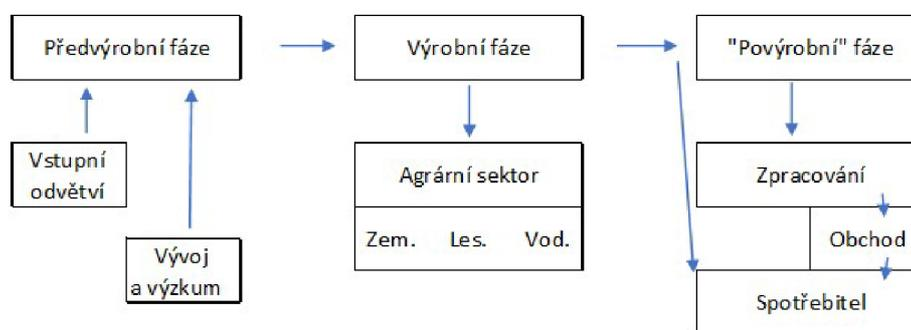 Předvýrobní fáze
Výrobní fáze
"Povýrobní" fáze
Vstupní
odvětví
Agrární sektor
Zpracování
Zem. Les. Vod.
Obchod
Vývoj
a výzkum
Spotřebitel